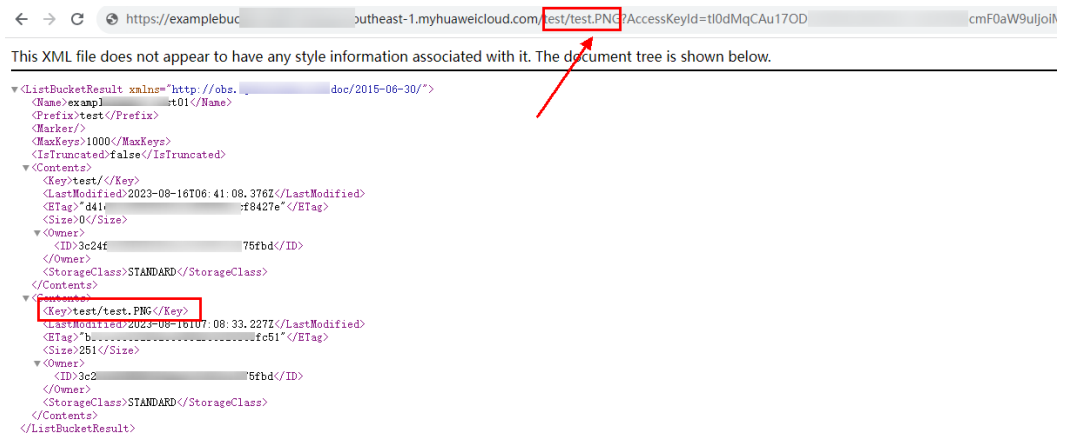 https://examplebuc outheast-1.myhuaweicloud.com/test/test.PNG?AccessKeyId=tI0dMqCAu17OD cmF0aW9uIjoiM
This XML file does not appear to have any style information associated with it. The document tree is shown below.
▼<ListBucketResult xmlns="http://obs. doc/2015-06-30/">
<Name>exampl t01</Name>
<Prefix>test</Prefix>
<Marker/>
<MaxKeys>1000</MaxKeys>
<IsTruncated>false</IsTruncated>
▼<Contents>
<Key>test/</Key>
<LastModified>2023-08-16T06:41:08.376Z</LastModified>
<ETag>"d41 cf8427e"</ETag>
<Size>0</Size>
▼<Owner>
<ID>3c24f 75fbd</ID>
</Owner>
<StorageClass>STANDARD</StorageClass>
</Contents>
▼<Contents>
<Key>test/test.PNG</Key>
<LastModified>2023-08-16T07:08:33.227Z</LastModified>
<ETag>"b fc51"</ETag>
<Size>251</Size>
▼<Owner>
<ID>3c2 5fbd</ID>
</Owner>
<StorageClass>STANDARD</StorageClass>
</Contents>
</ListBucketResult>